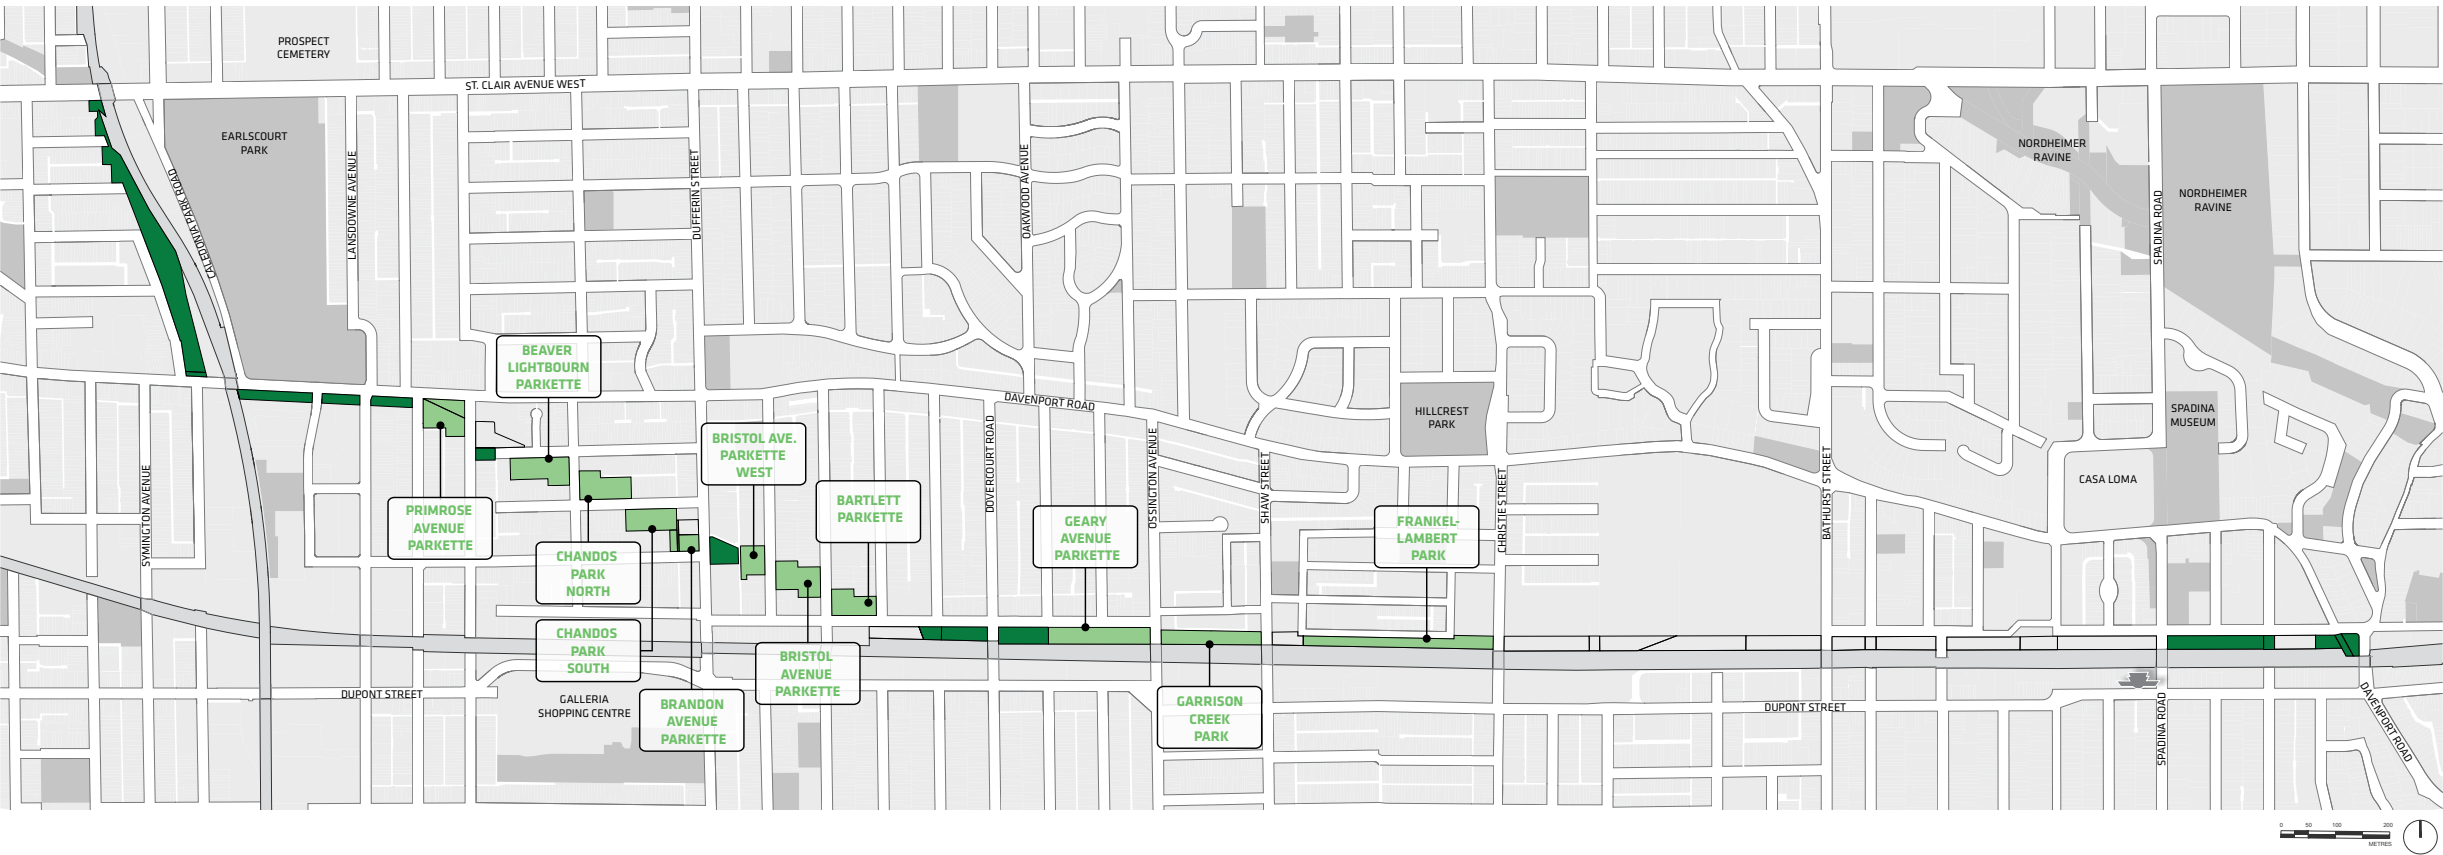 PROSPECT
CEMETERY
ST. CLAIR AVENUE WEST
EARLSCOURT
PARK
CALEDONIA PARK ROAD
LANSDOWNE AVENUE
DUFFERIN STREET
OAKWOOD AVENUE
NORDHEIMER
RAVINE
SPADINA ROAD
NORDHEIMER
RAVINE
BEAVER
LIGHTBOURN
PARKETTE
DAVENPORT ROAD
HILLCREST
PARK
SPADINA
MUSEUM
CASA LOMA
SYMINGTON AVENUE
PRIMROSE
AVENUE
PARKETTE
BRISTOL AVE.
PARKETTE
WEST
BARTLETT
PARKETTE
DOVERCOURT ROAD
GEARY
AVENUE
PARKETTE
OSSINGTON AVENUE
SHAW STREET
FRANKEL-
LAMBERT
PARK
CHRISTIE STREET
BATHURST STREET
CHANDOS
PARK
NORTH
CHANDOS
PARK
SOUTH
BRISTOL
AVENUE
PARKETTE
DUPONT STREET
GALLERIA
SHOPPING CENTRE
BRANDON
AVENUE
PARKETTE
GARRISON
CREEK
PARK
DUPONT STREET
SPADINA ROAD
DAVENPORT ROAD
0 50 100 200
METRES